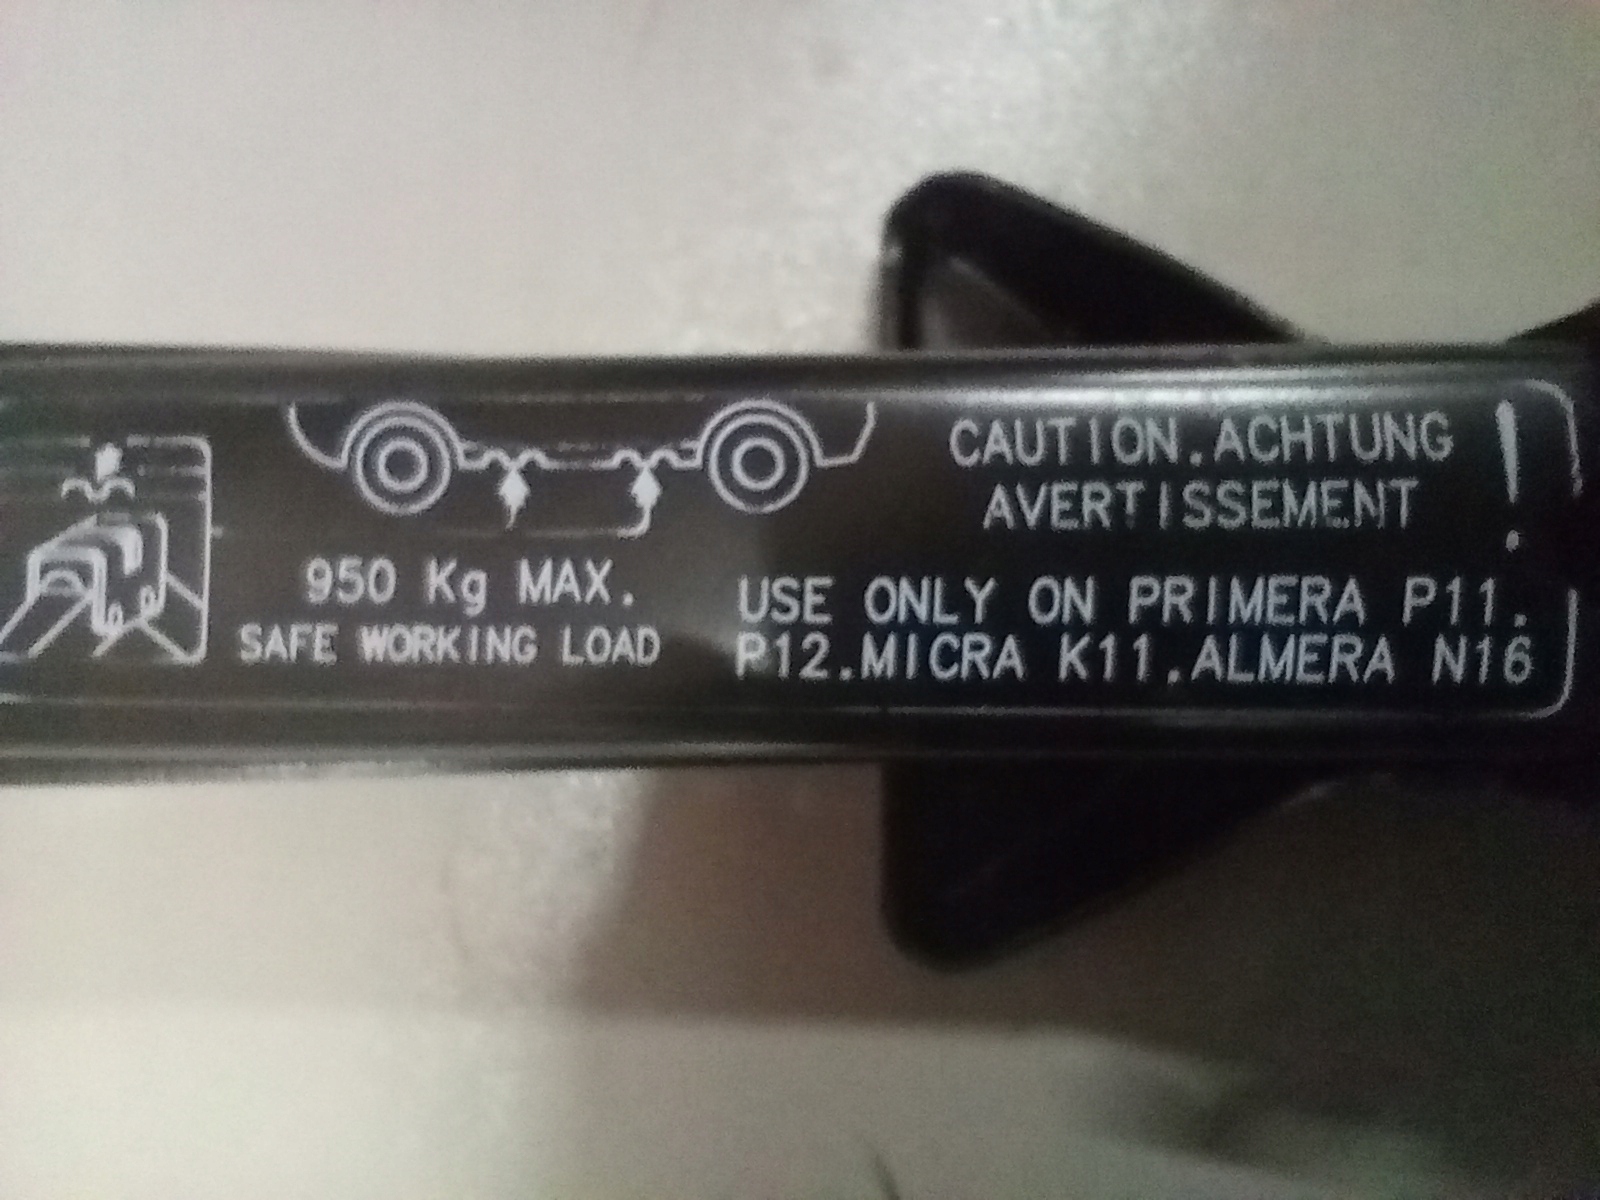 950 Kg MAX.
SAFE WORKING LOAD
CAUTION.ACHTUNG
AVERTISSEMENT
!
USE ONLY ON PRIMERA P11.
P12.MICRA K11.ALMERA N16